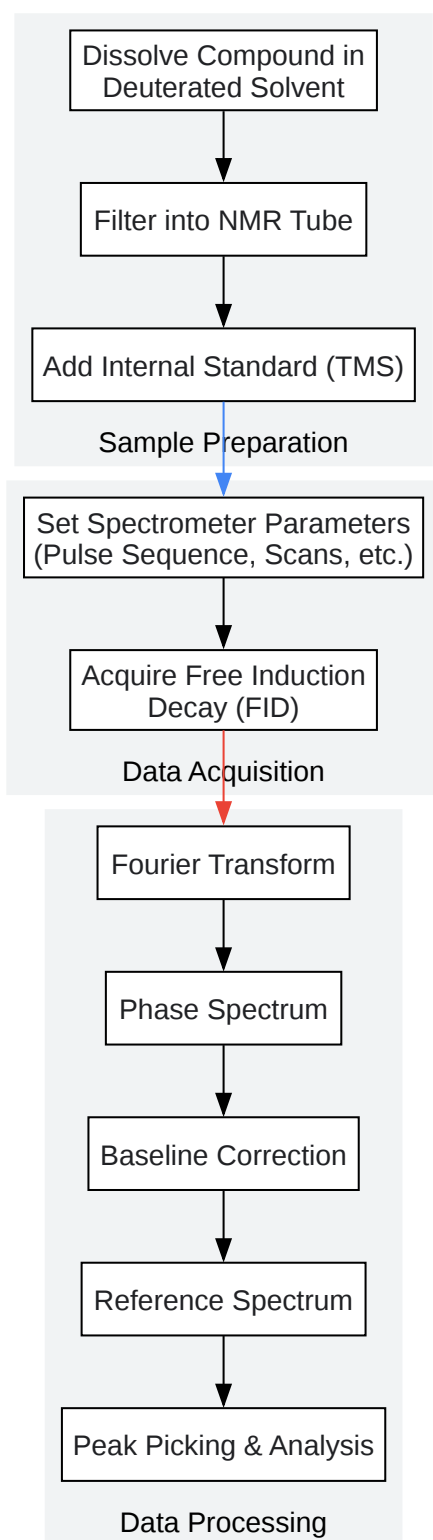 Dissolve Compound in
Deuterated Solvent
Filter into NMR Tube
Add Internal Standard (TMS)
Sample Preparation
Set Spectrometer Parameters
(Pulse Sequence, Scans, etc.)
Acquire Free Induction
Decay (FID)
Data Acquisition
Fourier Transform
Phase Spectrum
Baseline Correction
Reference Spectrum
Peak Picking & Analysis
Data Processing